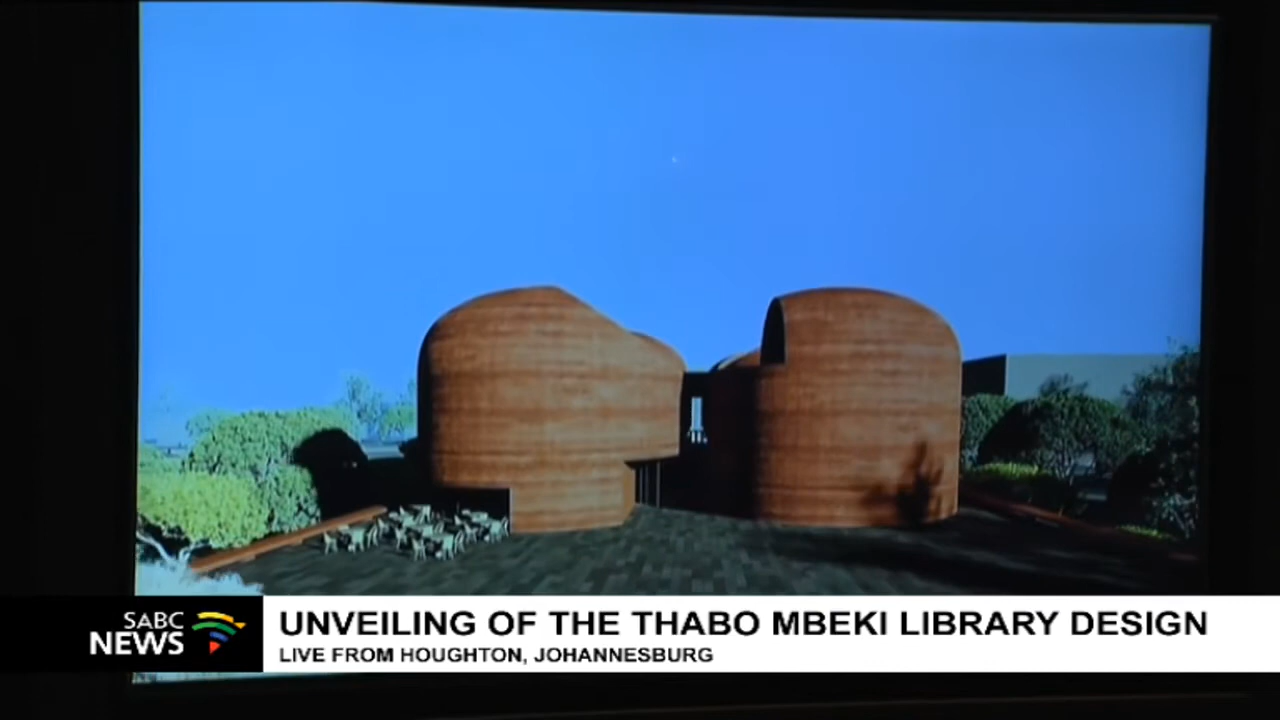 SABC
NEWS
UNVEILING OF THE THABO MBEKI LIBRARY DESIGN
LIVE FROM HOUGHTON, JOHANNESBURG